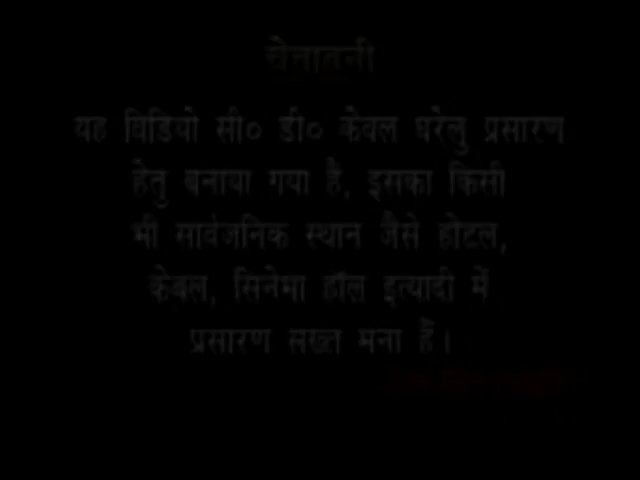 चेतावनी
यह विडियो सी० डी० केवल घरेलु प्रसारण
हेतु बनाया गया है, इसका किसी
भी सार्वजनिक स्थान जैसे होटल,
केबल, सिनेमा हॉल इत्यादी में
प्रसारण सख्त मना हैं।